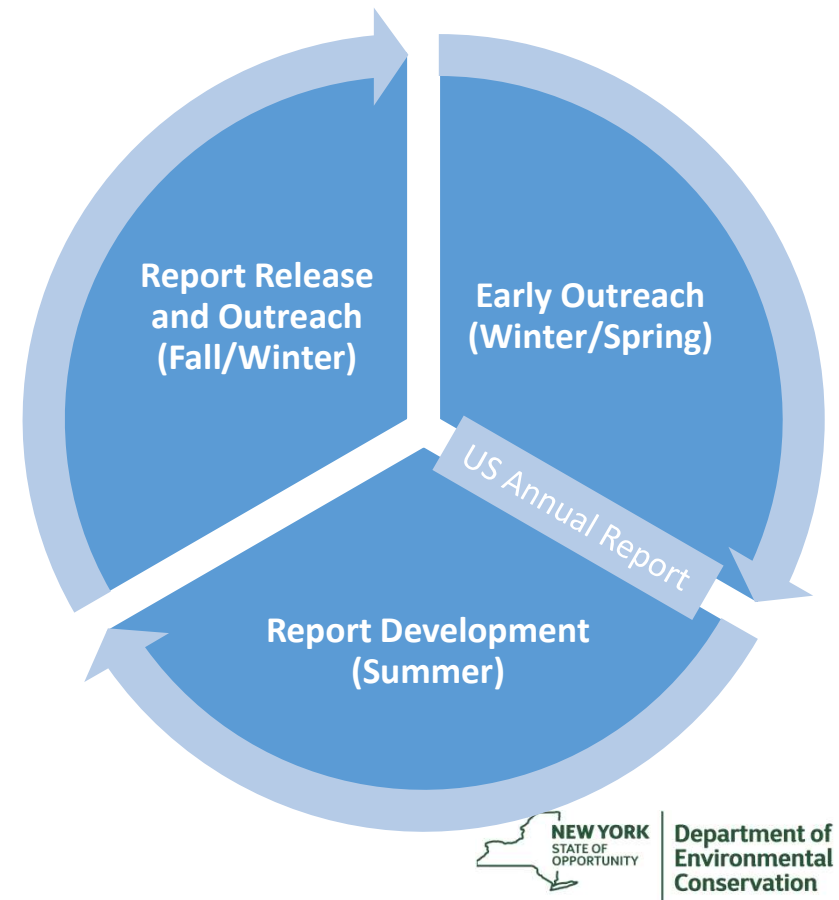 Report Release
and Outreach
(Fall/Winter)
Early Outreach
(Winter/Spring)
US Annual Report
Report Development
(Summer)
NEW YORK
STATE OF
OPPORTUNITY
Department of
Environmental
Conservation